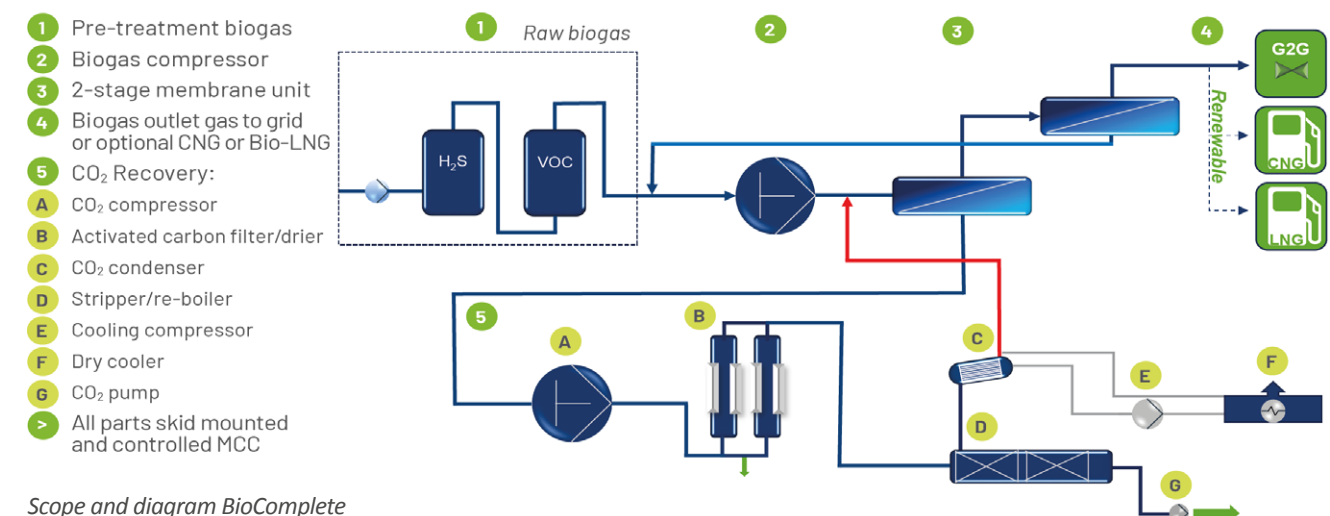 1 Pre-treatment biogas
2 Biogas compressor
3 2-stage membrane unit
4 Biogas outlet gas to grid
or optional CNG or Bio-LNG
5 CO₂ Recovery:
A CO₂ compressor
B Activated carbon filter/drier
C CO₂ condenser
D Stripper/re-boiler
E Cooling compressor
F Dry cooler
G CO₂ pump
> All parts skid mounted
and controlled MCC
Scope and diagram BioComplete
1 Raw biogas
2
3
4
H₂S
VOC
G2G
Renewable
CNG
LNG
5
A
B
C
D
E
F
G